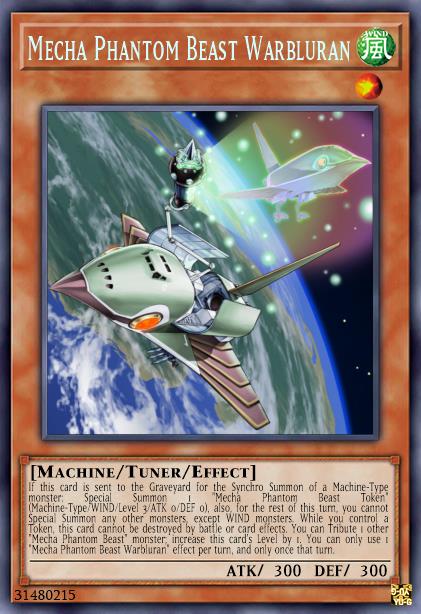 MECHA PHANTOM BEAST WARBLURAN
WIND
風
[MACHINE/TUNER/EFFECT]
If this card is sent to the Graveyard for the Synchro Summon of a Machine-Type
monster: Special Summon 1 "Mecha Phantom Beast Token"
(Machine-Type/WIND/Level 3/ATK 0/DEF 0), also, for the rest of this turn, you cannot
Special Summon any other monsters, except WIND monsters. While you control a
Token, this card cannot be destroyed by battle or card effects. You can Tribute 1 other
"Mecha Phantom Beast" monster; increase this card's Level by 1. You can only use 1
"Mecha Phantom Beast Warbluran" effect per turn, and only once that turn.
ATK/ 300 DEF/ 300
31480215